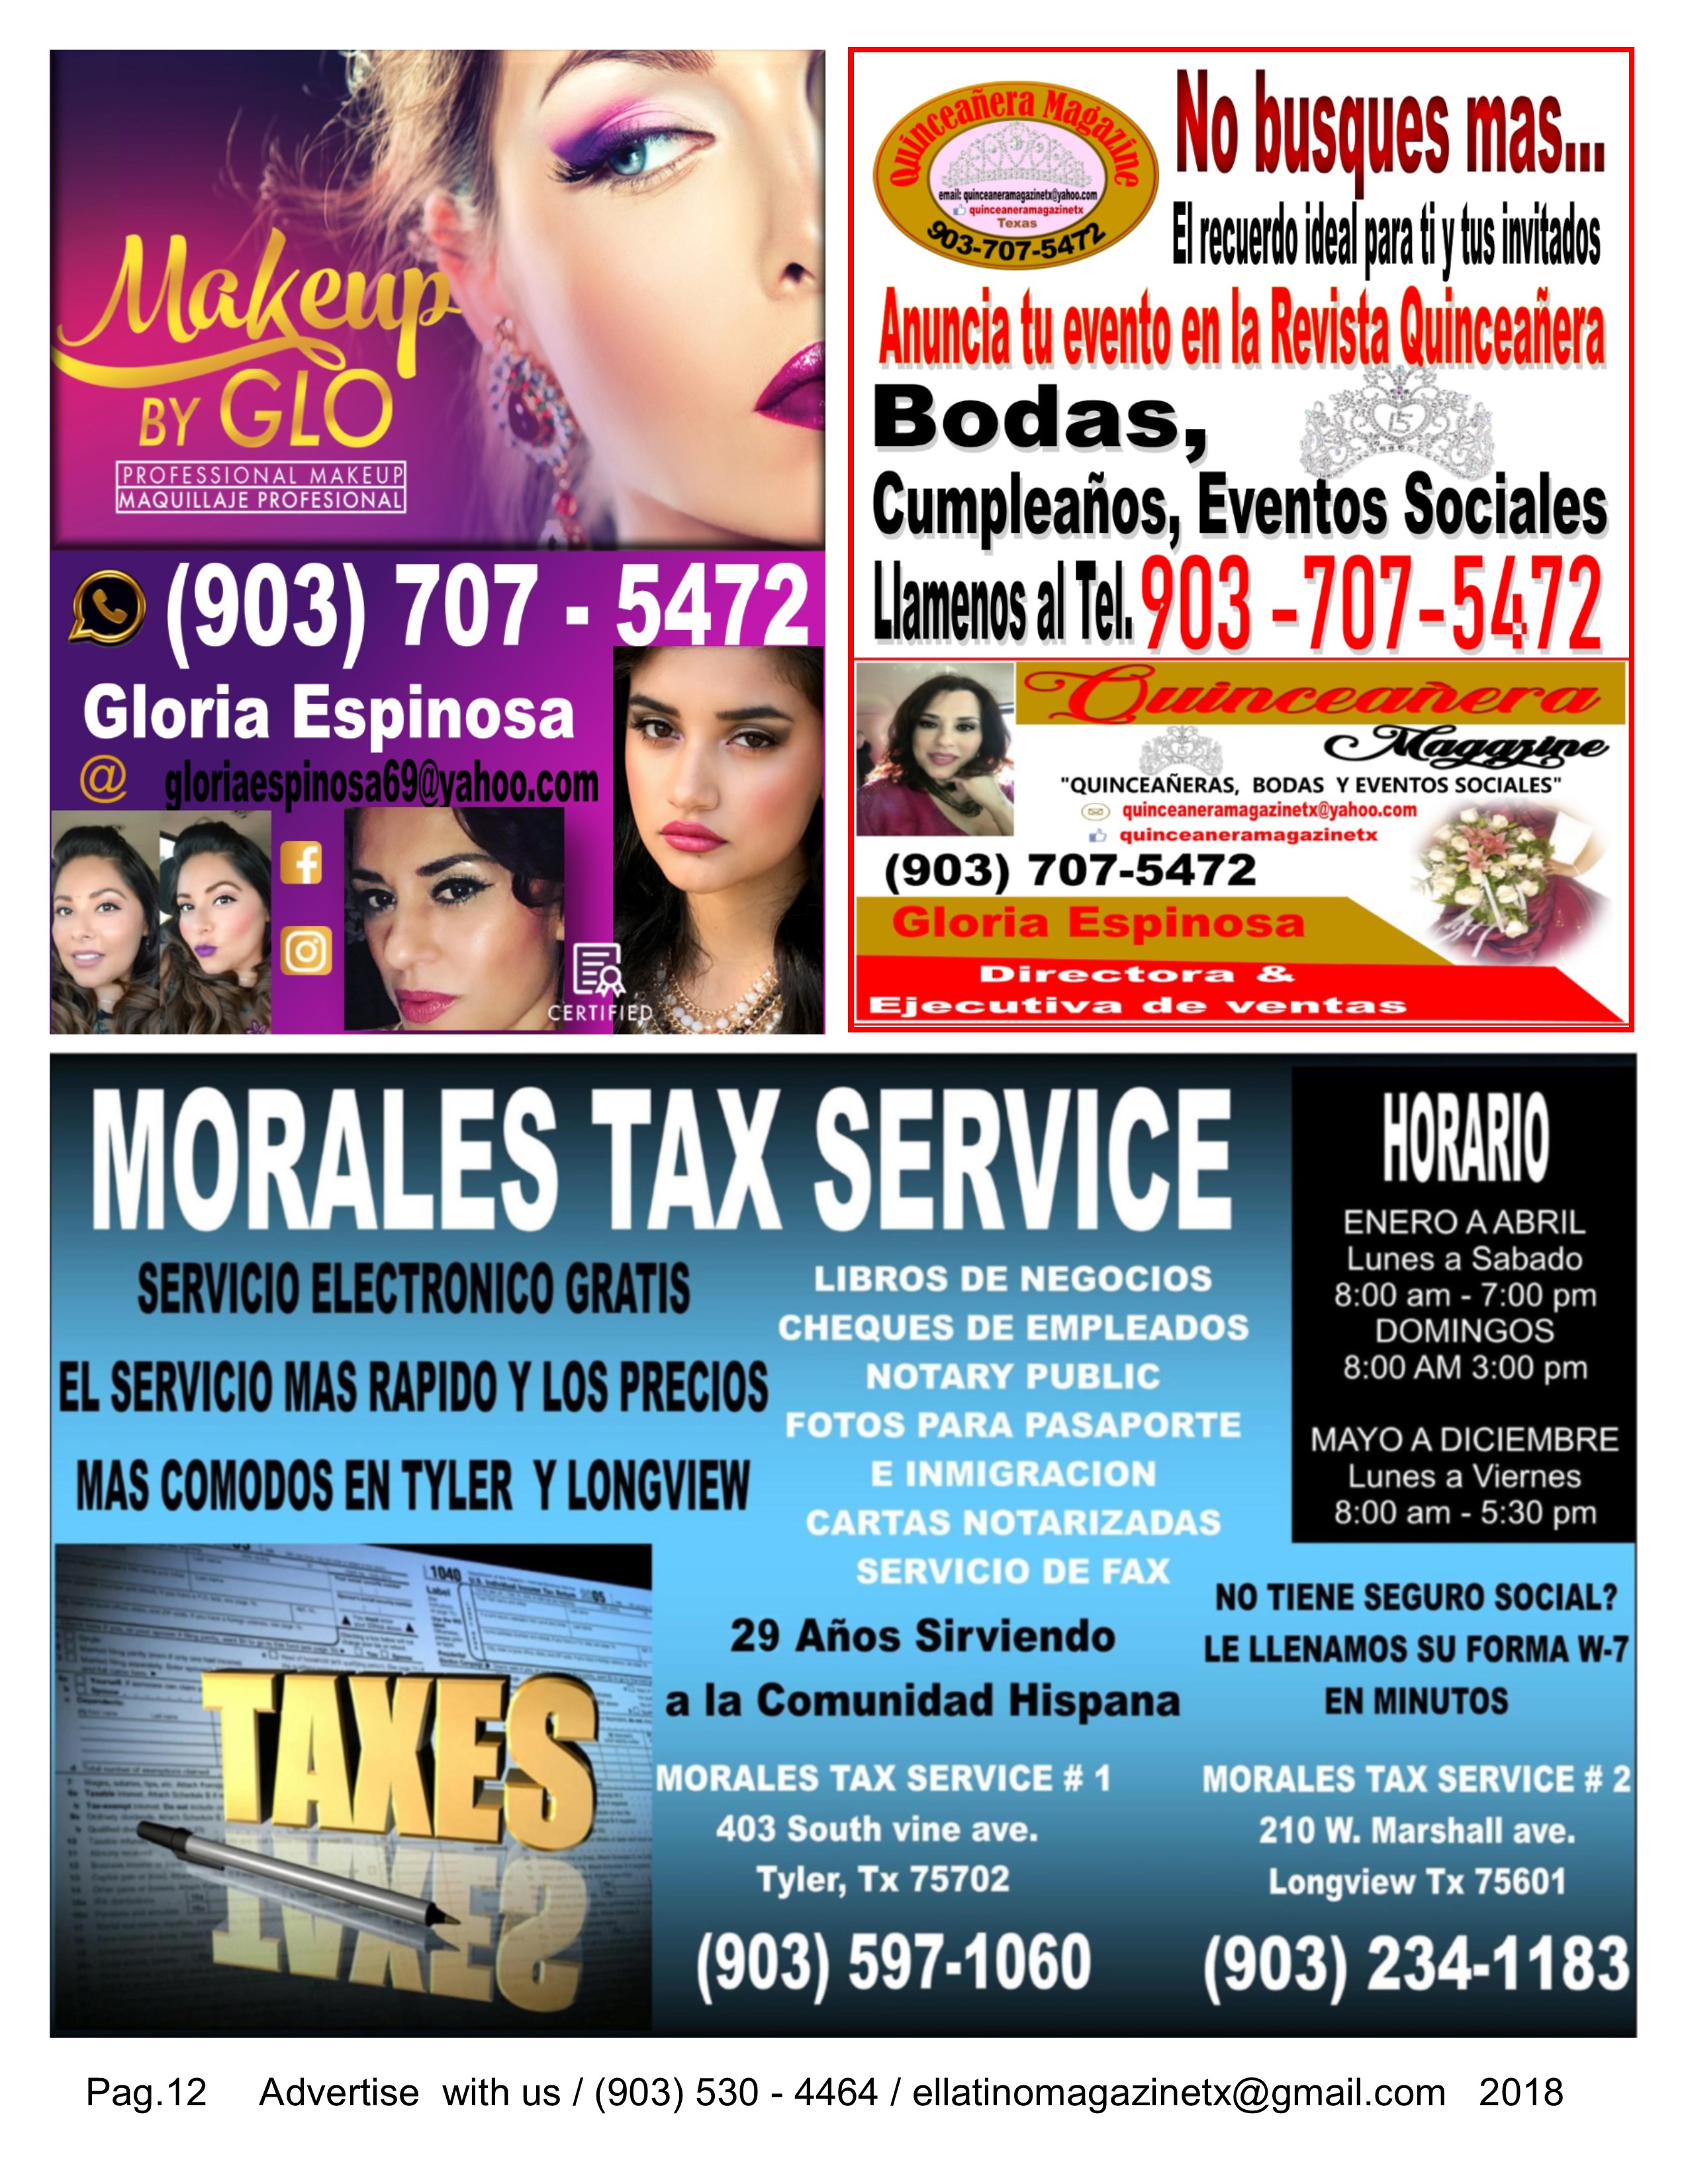 Makeup
BY GLO
PROFESSIONAL MAKEUP
MAQUILLAJE PROFESIONAL
(903) 707 - 5472
Gloria Espinosa
@ gloriaespinosa69@yahoo.com
CERTIFIED
Quinceañera Magazine
email: quinceaneramagazinetx@yahoo.com
quinceaneramagazinetx
Texas
903-707-5472
No busques mas...
El recuerdo ideal para ti y tus invitados
Anuncia tu evento en la Revista Quinceañera
Bodas,
15
Cumpleaños, Eventos Sociales
Llamenos al Tel. 903 -707-5472
Quinceañera
Magazine
"QUINCEAÑERAS, BODAS Y EVENTOS SOCIALES"
quinceaneramagazinetx@yahoo.com
quinceaneramagazinetx
(903) 707-5472
Gloria Espinosa
Directora &
Ejecutiva de ventas
MORALES TAX SERVICE
SERVICIO ELECTRONICO GRATIS
EL SERVICIO MAS RAPIDO Y LOS PRECIOS
MAS COMODOS EN TYLER Y LONGVIEW
LIBROS DE NEGOCIOS
CHEQUES DE EMPLEADOS
NOTARY PUBLIC
FOTOS PARA PASAPORTE
E INMIGRACION
CARTAS NOTARIZADAS
SERVICIO DE FAX
HORARIO
ENERO A ABRIL
Lunes a Sabado
8:00 am - 7:00 pm
DOMINGOS
8:00 AM 3:00 pm
MAYO A DICIEMBRE
Lunes a Viernes
8:00 am - 5:30 pm
1040
Label
TAXES
29 Años Sirviendo
a la Comunidad Hispana
NO TIENE SEGURO SOCIAL?
LE LLENAMOS SU FORMA W-7
EN MINUTOS
MORALES TAX SERVICE # 1
403 South vine ave.
Tyler, Tx 75702
(903) 597-1060
MORALES TAX SERVICE # 2
210 W. Marshall ave.
Longview Tx 75601
(903) 234-1183
Pag.12 Advertise with us / (903) 530 - 4464 / ellatinomagazinetx@gmail.com 2018